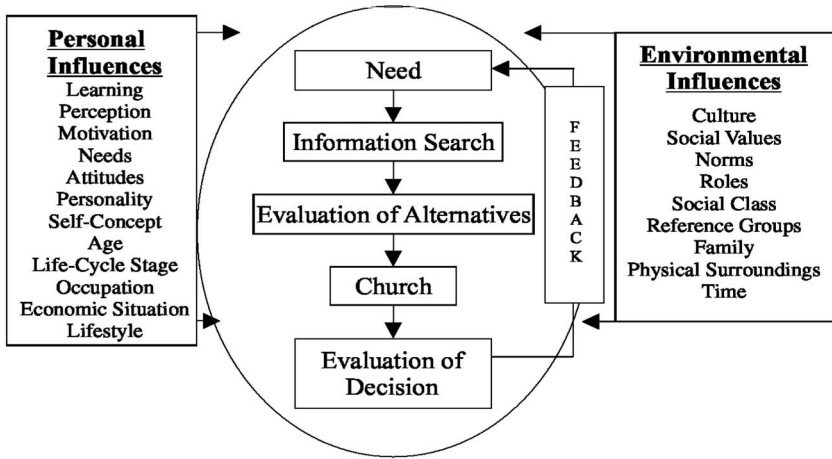 Personal
Influences
Learning
Perception
Motivation
Needs
Attitudes
Personality
Self-Concept
Age
Life-Cycle Stage
Occupation
Economic Situation
Lifestyle
Need
Information Search
Evaluation of Alternatives
Church
Evaluation of
Decision
FEEDBACK
Environmental
Influences
Culture
Social Values
Norms
Roles
Social Class
Reference Groups
Family
Physical Surroundings
Time